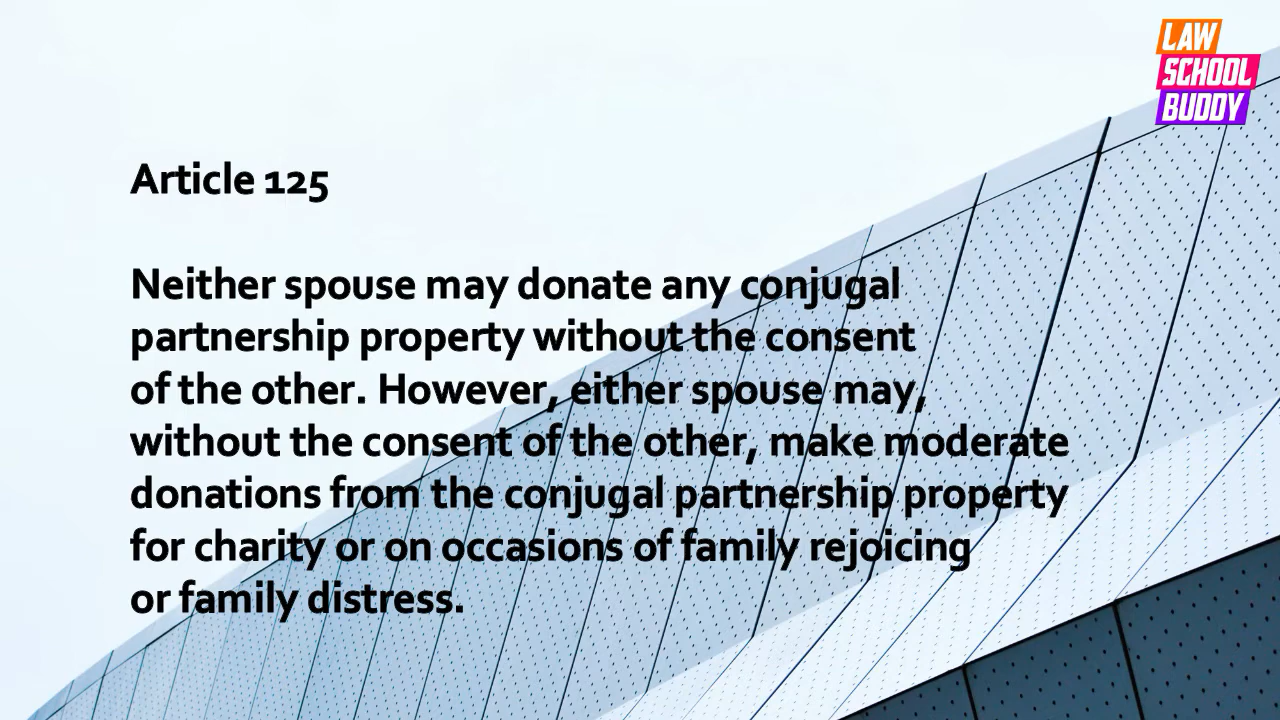 LAW
SCHOOL
BUDDY
Article 125
Neither spouse may donate any conjugal
partnership property without the consent
of the other. However, either spouse may,
without the consent of the other, make moderate
donations from the conjugal partnership property
for charity or on occasions of family rejoicing
or family distress.